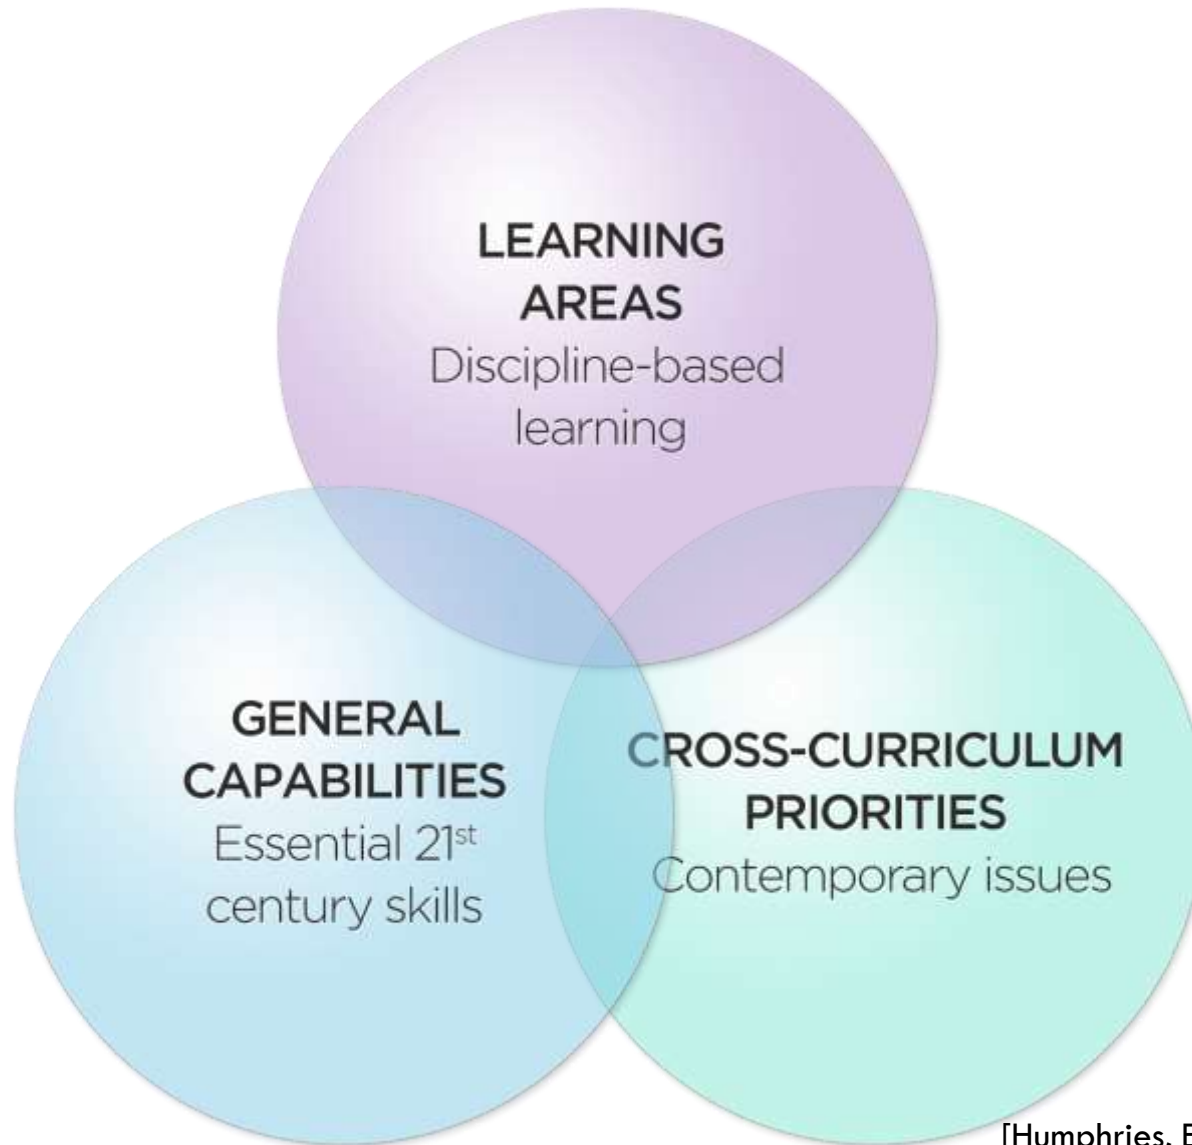 LEARNING
AREAS
Discipline-based
learning
GENERAL
CAPABILITIES
Essential 21st
century skills
CROSS-CURRICULUM
PRIORITIES
Contemporary issues
[Humphries,